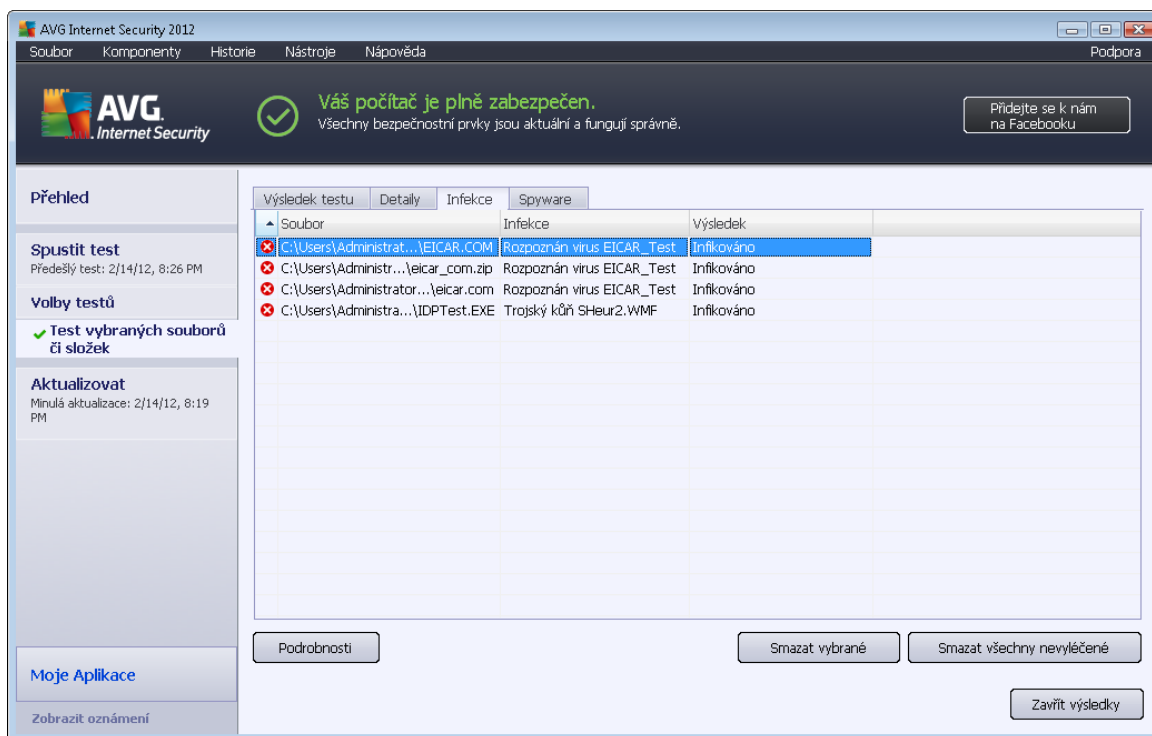 AVG Internet Security 2012
Soubor Komponenty Historie Nástroje Nápověda Podpora
AVG.
Internet Security
Váš počítač je plně zabezpečen.
Všechny bezpečnostní prvky jsou aktuální a fungují správně.
Přidejte se k nám
na Facebooku
Přehled
Spustit test
Předešlý test: 2/14/12, 8:26 PM
Volby testů
Test vybraných souborů
či složek
Aktualizovat
Minulá aktualizace: 2/14/12, 8:19
PM
Moje Aplikace
Zobrazit oznámení
Výsledek testu Detaily Infekce Spyware
Soubor Infekce Výsledek
C:\Users\Administrat...\EICAR.COM Rozpoznán virus EICAR_Test Infikováno
C:\Users\Administr...\eicar_com.zip Rozpoznán virus EICAR_Test Infikováno
C:\Users\Administrator...\eicar.com Rozpoznán virus EICAR_Test Infikováno
C:\Users\Administra...\IDPTest.EXE Trojský kůň SHeur2.WMF Infikováno
Podrobnosti Smazat vybrané Smazat všechny nevyléčené
Zavřít výsledky